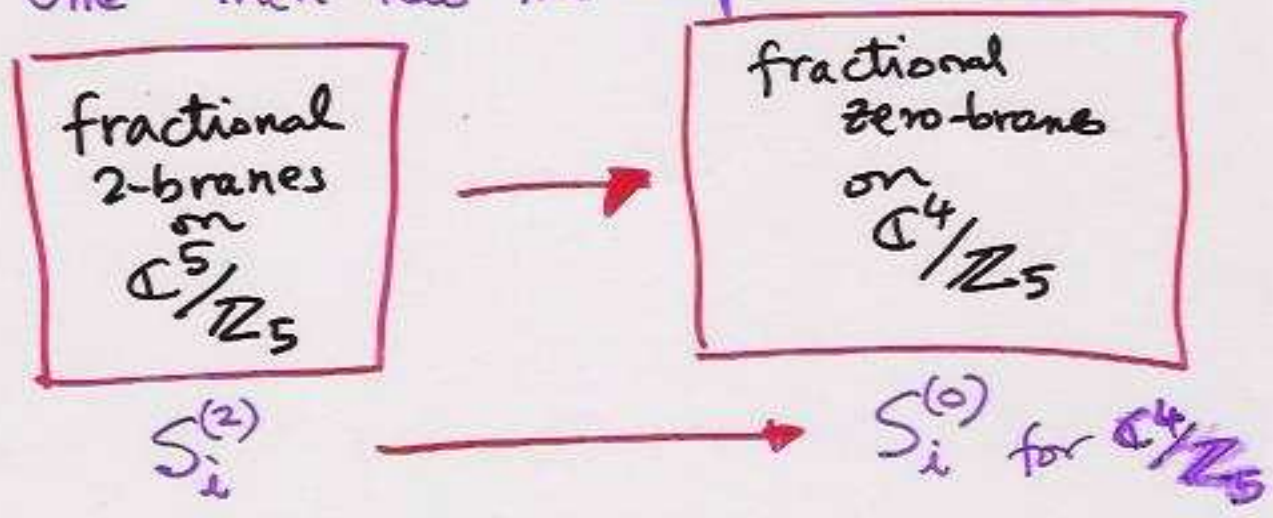 fractional
2-branes
on
ℂ⁵/ℤ₅
fractional
zero-branes
on
ℂ⁴/ℤ₅
S_i^{(2)}
S_i^{(0)} for ℂ⁴/ℤ₅